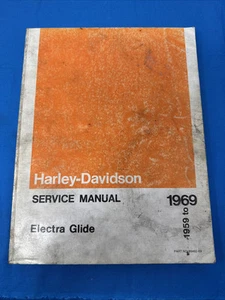 Harley-Davidson
SERVICE MANUAL
1959 to
1969
Electra Glide